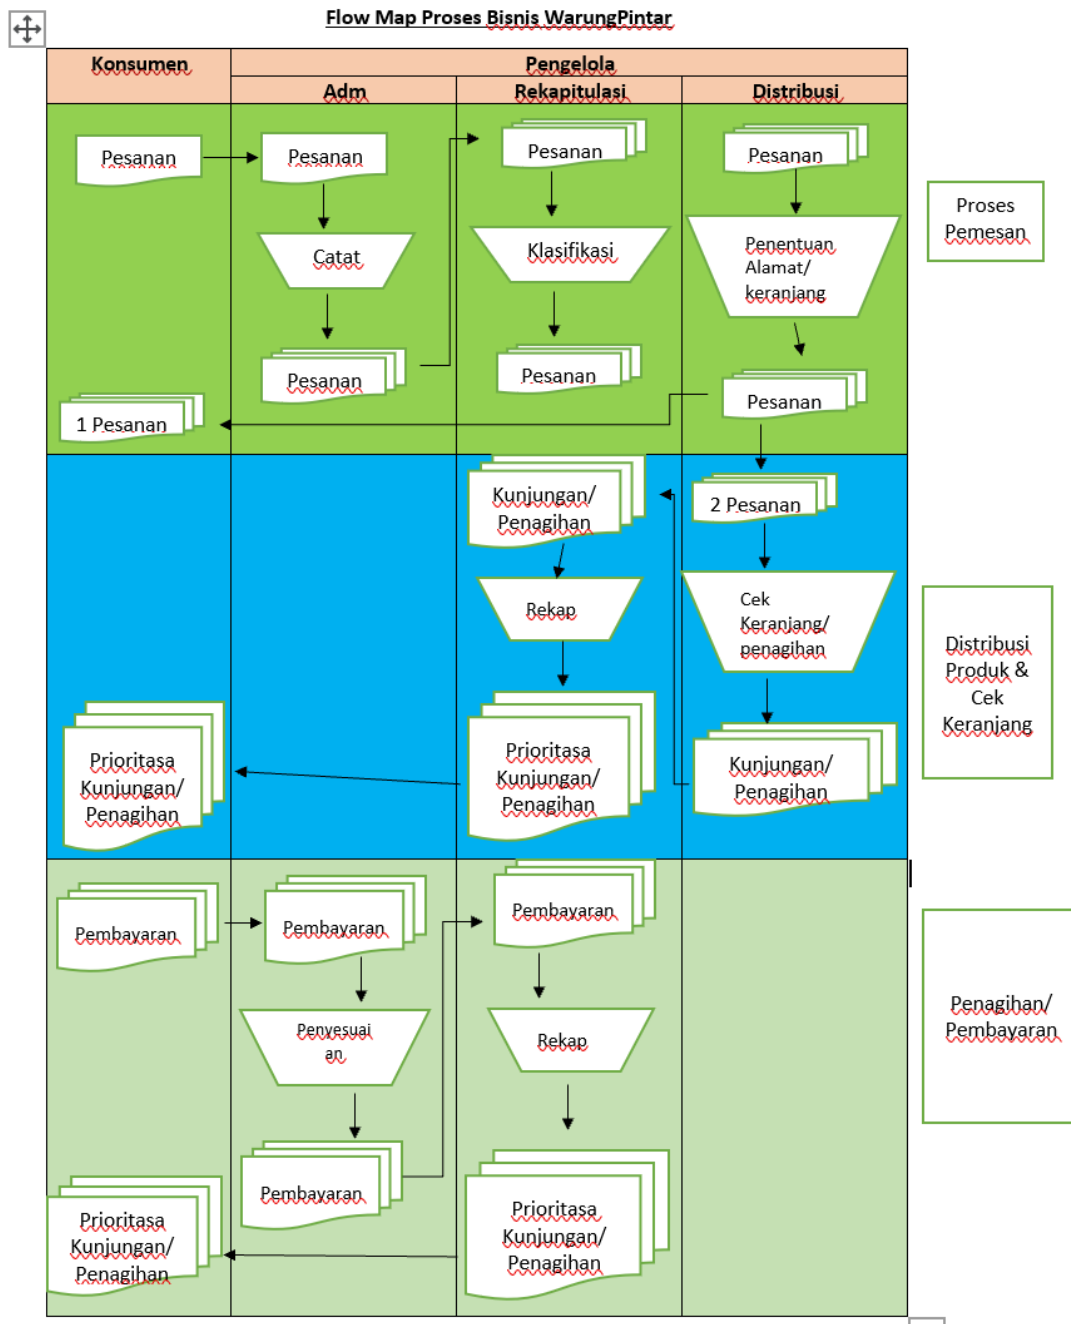 Flow Map Proses Bisnis WarungPintar
Konsumen
Pengelola
Adm
Rekapitulasi
Distribusi
Pesanan
Pesanan
Pesanan
Pesanan
Proses
Pemesan
Catat
Klasifikasi
Penentuan
Alamat/
keranjang
Pesanan
Pesanan
Pesanan
1 Pesanan
Kunjungan/
Penagihan
2 Pesanan
Rekap
Cek
Keranjang/
penagihan
Distribusi
Produk &
Cek
Keranjang
Prioritasa
Kunjungan/
Penagihan
Prioritasa
Kunjungan/
Penagihan
Kunjungan/
Penagihan
Pembayaran
Pembayaran
Pembayaran
Penyesuai
an
Rekap
Penagihan/
Pembayaran
Pembayaran
Prioritasa
Kunjungan/
Penagihan
Prioritasa
Kunjungan/
Penagihan